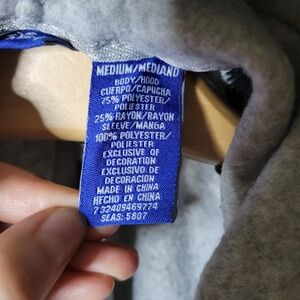 MEDIUM/MEDIANO
BODY/HOOD
CUERPO/CAPUCHA
75% POLYESTER/
POLIESTER
25% RAYON/RAYON
SLEEVE/MANGA
100% POLYESTER/
POLIESTER
EXCLUSIVE OF
DECORATION
EXCLUSIVO DE
DECORACION
MADE IN CHINA
HECHO EN CHINA
732409469774
SEAS: 5807